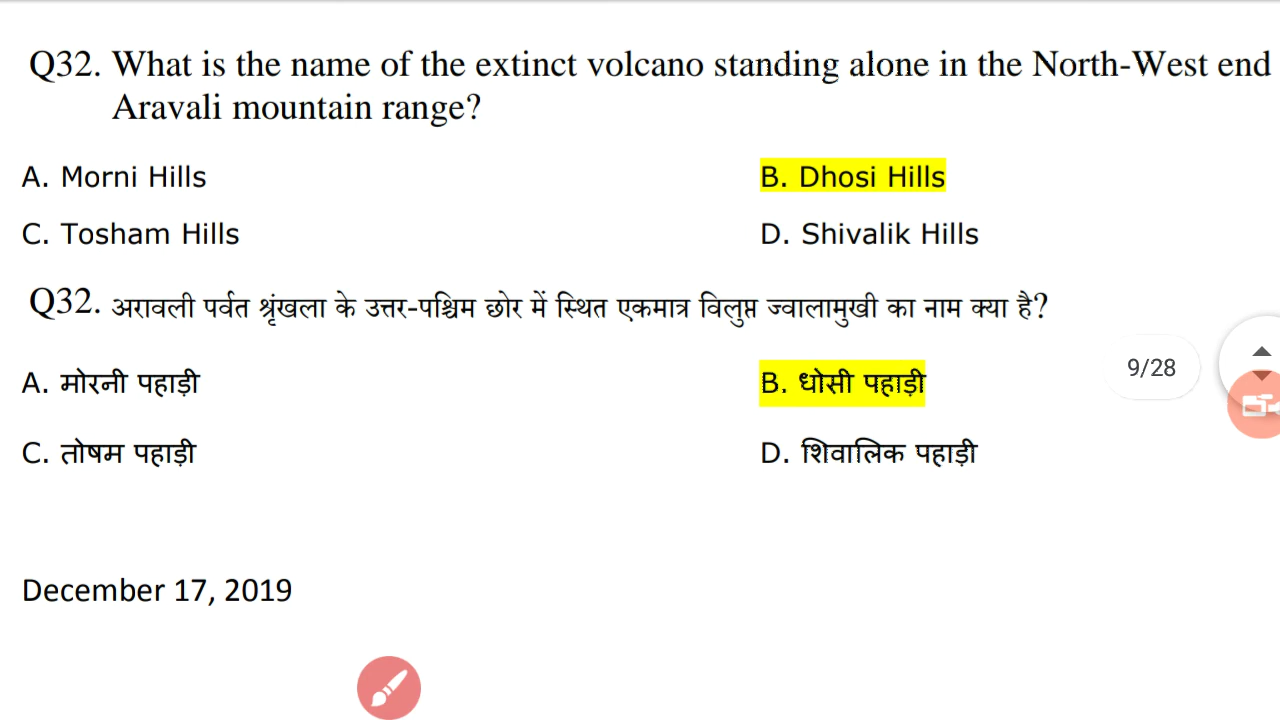 Q32. What is the name of the extinct volcano standing alone in the North-West end
Aravali mountain range?
A. Morni Hills
B. Dhosi Hills
C. Tosham Hills
D. Shivalik Hills
Q32. अरावली पर्वत श्रृंखला के उत्तर-पश्चिम छोर में स्थित एकमात्र विलुप्त ज्वालामुखी का नाम क्या है?
9/28
A. मोरनी पहाड़ी
B. धोसी पहाड़ी
C. तोषम पहाड़ी
D. शिवालिक पहाड़ी
December 17, 2019